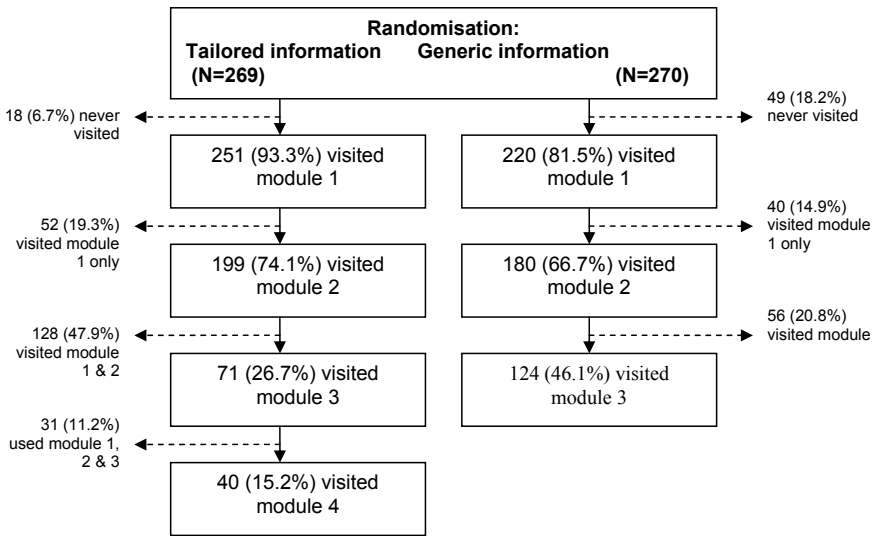 Randomisation:
Tailored information Generic information
(N=269) (N=270)
18 (6.7%) never
visited
49 (18.2%)
never visited
251 (93.3%) visited
module 1
220 (81.5%) visited
module 1
52 (19.3%)
visited module
1 only
40 (14.9%)
visited module
1 only
199 (74.1%) visited
module 2
180 (66.7%) visited
module 2
128 (47.9%)
visited module
1 & 2
56 (20.8%)
visited module
71 (26.7%) visited
module 3
124 (46.1%) visited
module 3
31 (11.2%)
used module 1,
2 & 3
40 (15.2%) visited
module 4